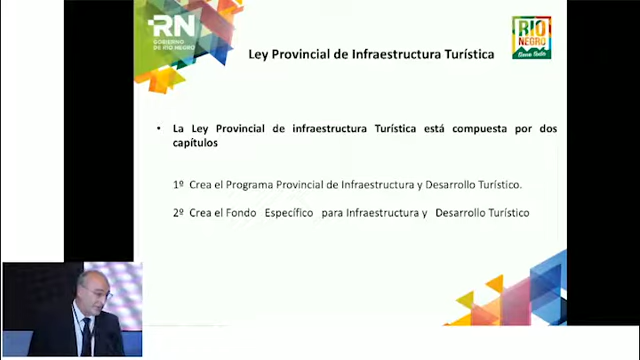 RN
GOBIERNO
DE RÍO NEGRO
Ley Provincial de Infraestructura Turística
RÍO
NEGRO
• La Ley Provincial de infraestructura Turística está compuesta por dos
capítulos
1º Crea el Programa Provincial de Infraestructura y Desarrollo Turístico.
2º Crea el Fondo Específico para Infraestructura y Desarrollo Turístico